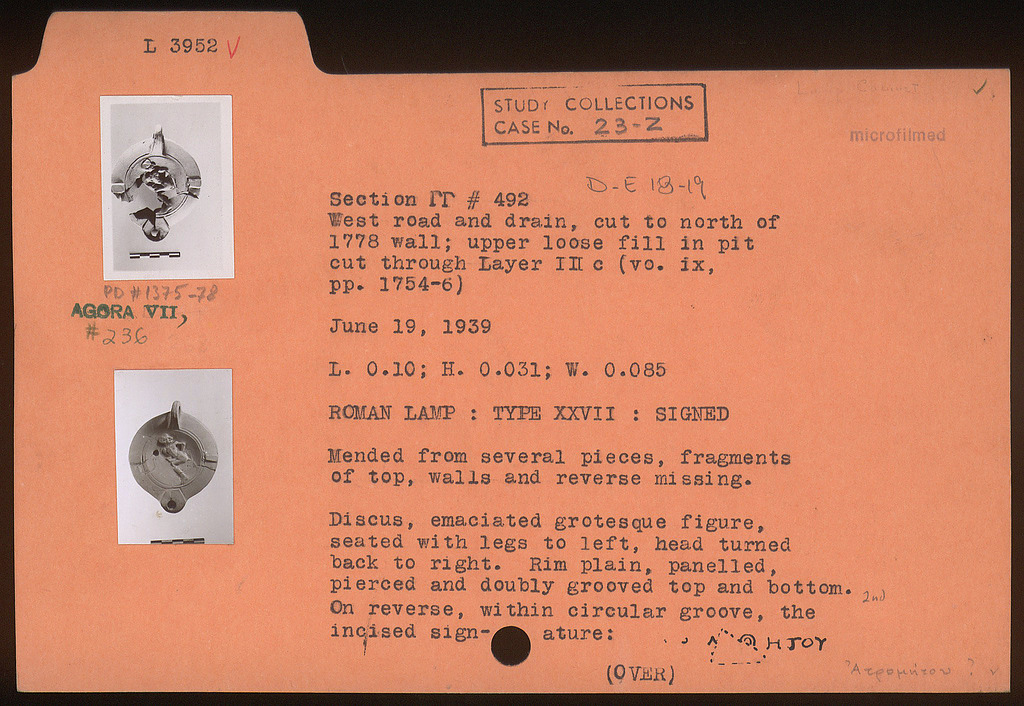 L 3952 √
STUDY COLLECTIONS
CASE No. 23-Z
microfilmed
D-E 18-19
Section ΠΓ # 492
West road and drain, cut to north of
1778 wall; upper loose fill in pit
cut through Layer III c (vo. ix,
pp. 1754-6)
PD #1375-78
AGORA VII,
#236
June 19, 1939
L. 0.10; H. 0.031; W. 0.085
ROMAN LAMP : TYPE XXVII : SIGNED
Mended from several pieces, fragments
of top, walls and reverse missing.
Discus, emaciated grotesque figure,
seated with legs to left, head turned
back to right. Rim plain, panelled,
pierced and doubly grooved top and bottom.
2nd
On reverse, within circular groove, the
incised sign- ature:
(OVER)
Ἀτρομήτου ?